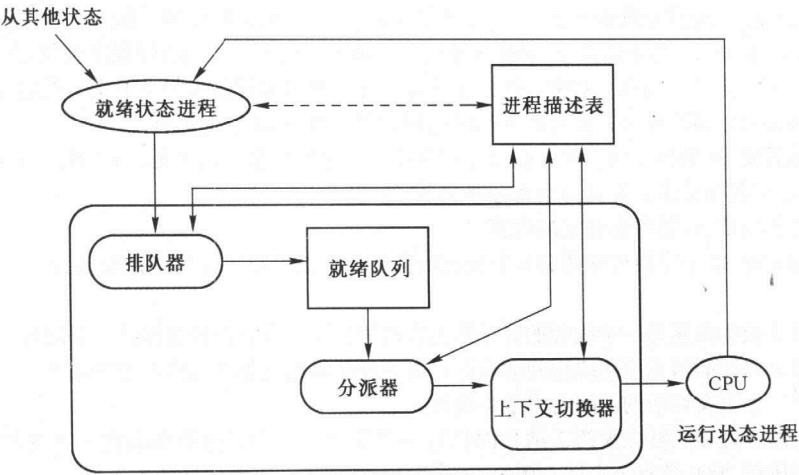 从其他状态
就绪状态进程
进程描述表
排队器
就绪队列
分派器
上下文切换器
CPU
运行状态进程